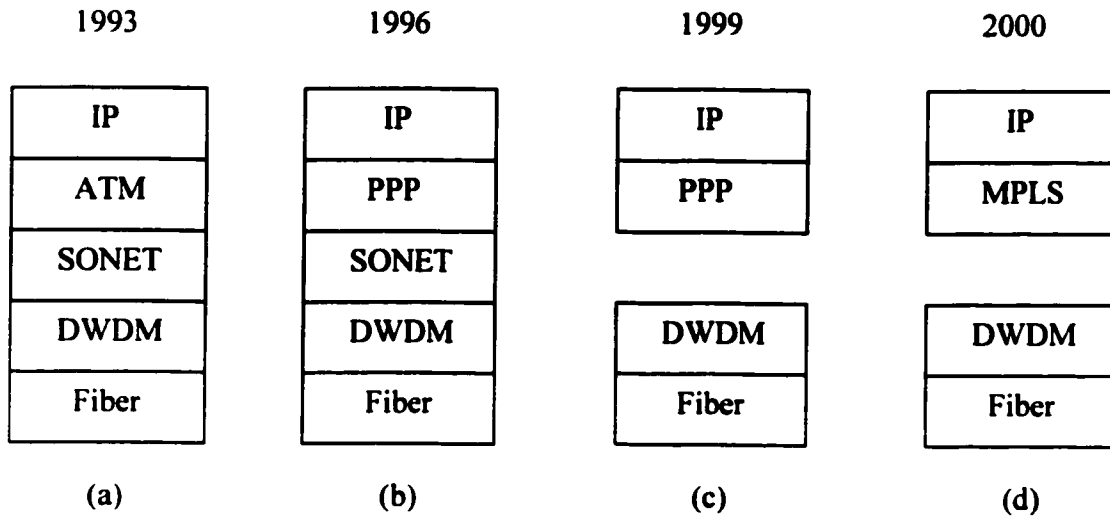 1993 1996 1999 2000
IP IP IP IP
ATM PPP PPP MPLS
SONET SONET
DWDM DWDM DWDM DWDM
Fiber Fiber Fiber Fiber
(a) (b) (c) (d)